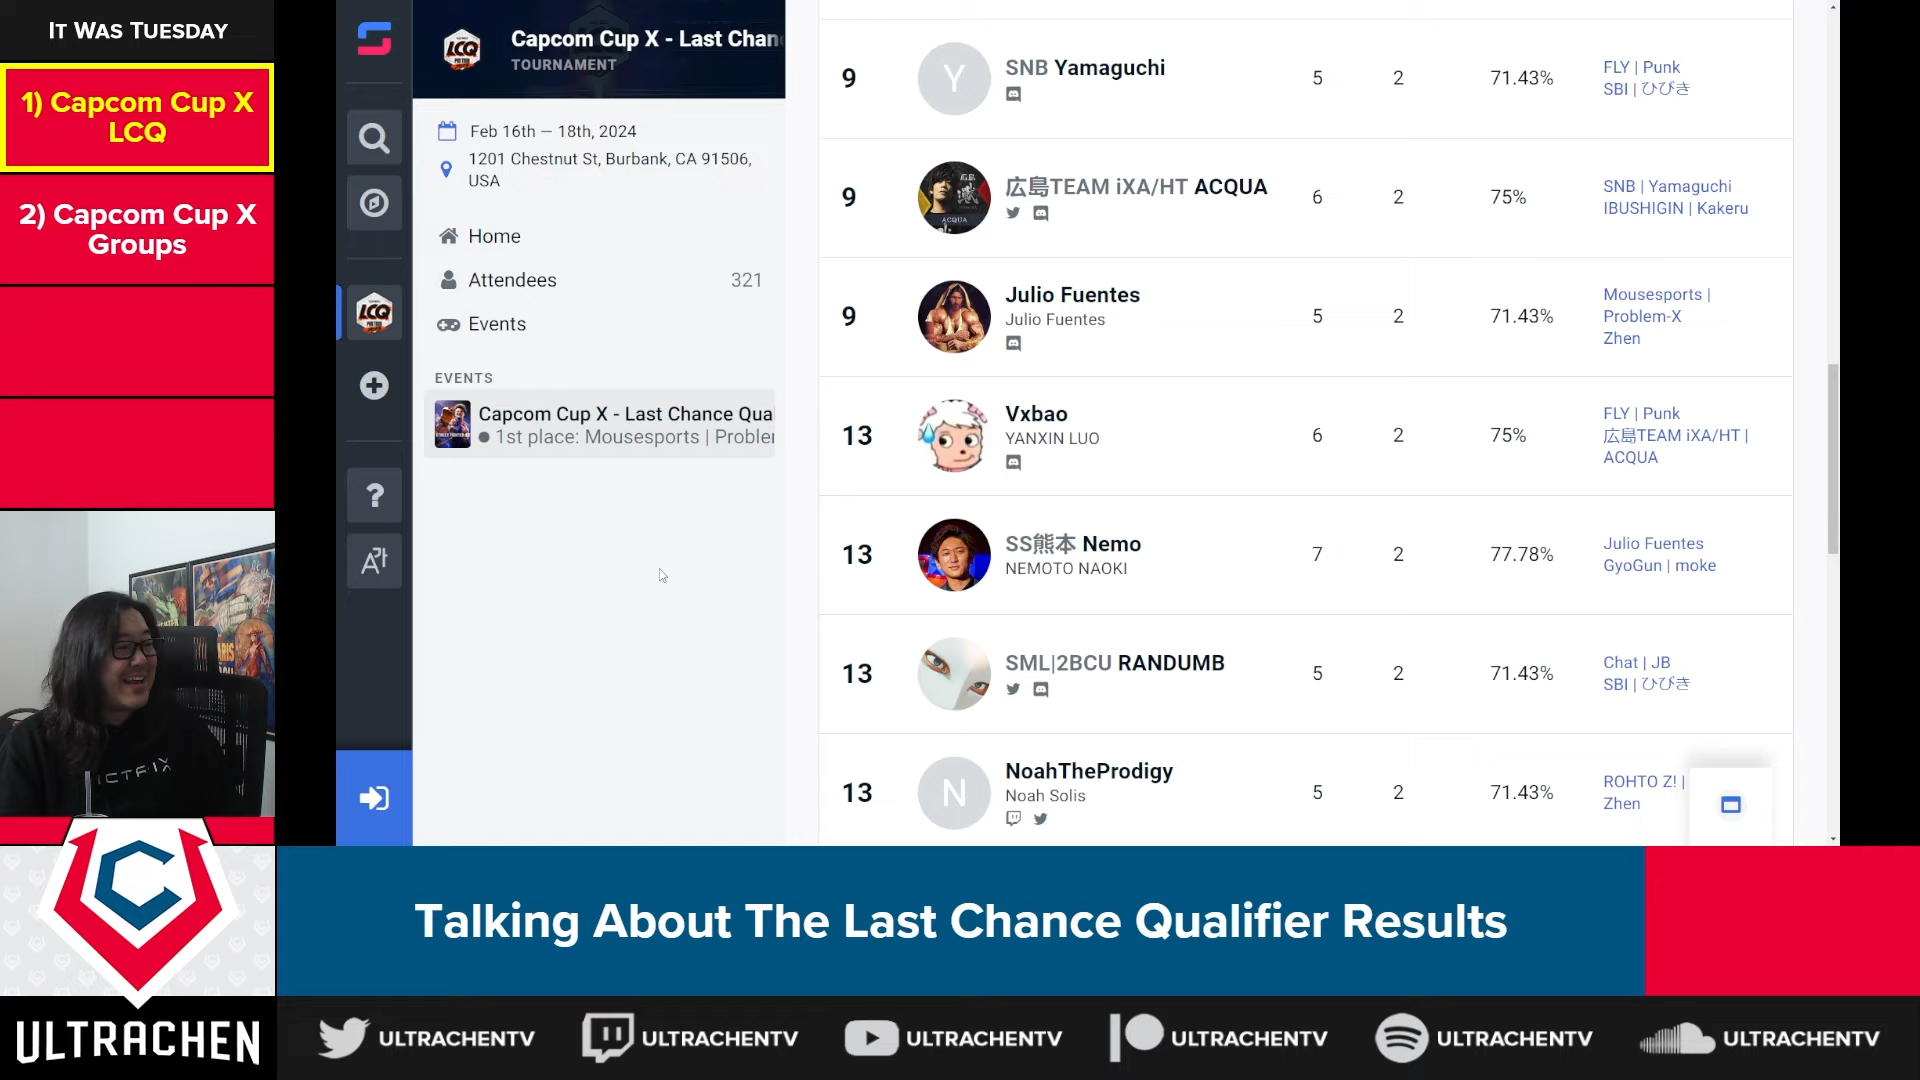 IT WAS TUESDAY
1) Capcom Cup X
LCQ
2) Capcom Cup X
Groups
LCQ
Capcom Cup X - Last Chan
TOURNAMENT
Feb 16th — 18th, 2024
1201 Chestnut St, Burbank, CA 91506,
USA
Home
Attendees 321
Events
EVENTS
Capcom Cup X - Last Chance Qua
1st place: Mousesports | Probler
LCQ
?
9 Y SNB Yamaguchi 5 2 71.43% FLY | Punk
SBI | ひびき
9 広島TEAM iXA/HT ACQUA 6 2 75% SNB | Yamaguchi
IBUSHIGIN | Kakeru
ACQUA
9 Julio Fuentes 5 2 71.43% Mousesports |
Julio Fuentes Problem-X
Zhen
13 Vxbao 6 2 75% FLY | Punk
YANXIN LUO 広島TEAM iXA/HT |
ACQUA
13 SS熊本 Nemo 7 2 77.78% Julio Fuentes
NEMOTO NAOKI GyoGun | moke
13 SML|2BCU RANDUMB 5 2 71.43% Chat | JB
SBI | ひびき
13 N NoahTheProdigy 5 2 71.43% ROHTO Z! |
Noah Solis Zhen
Talking About The Last Chance Qualifier Results
ULTRACHEN
ULTRACHENTV ULTRACHENTV ULTRACHENTV ULTRACHENTV ULTRACHENTV ULTRACHENTV